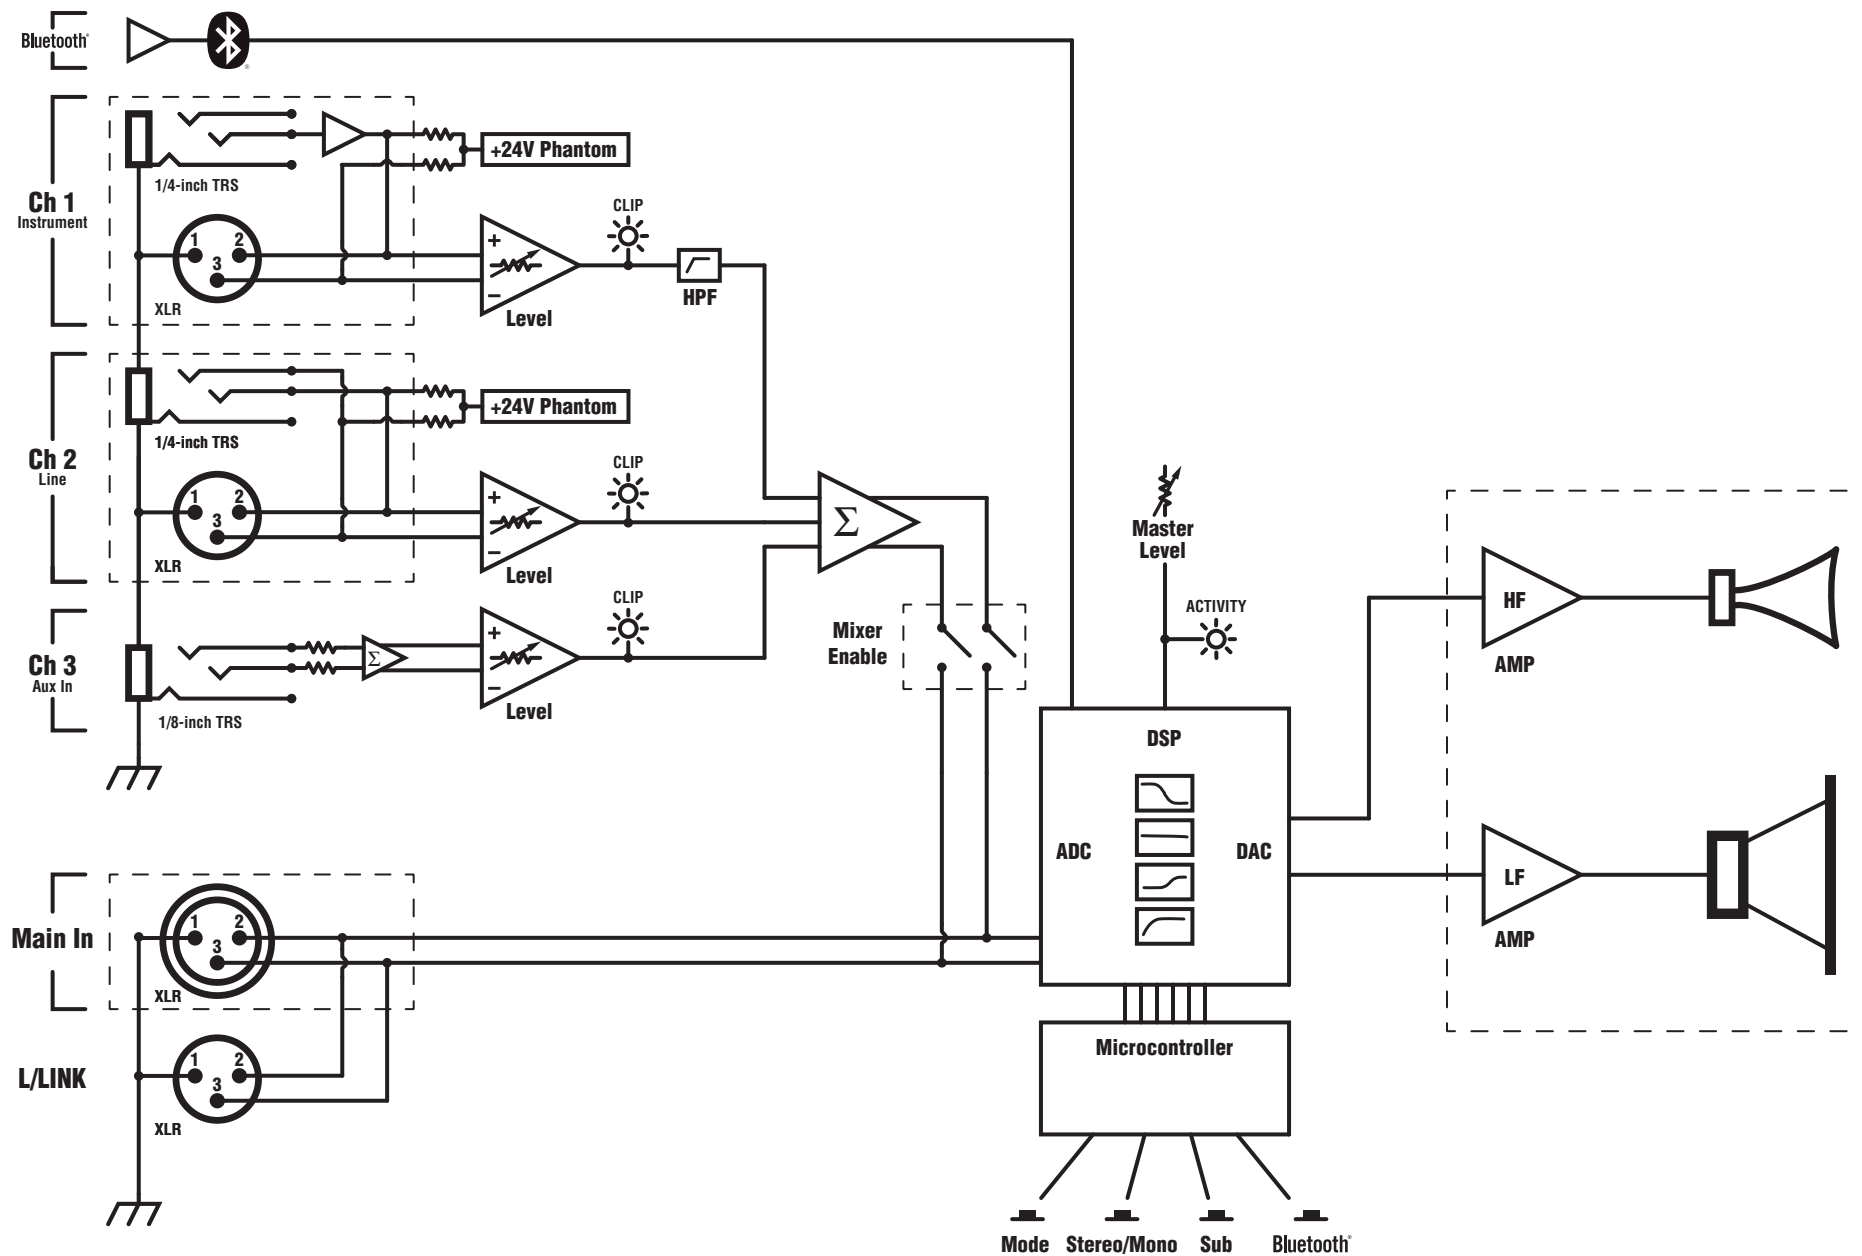 Bluetooth®
®
1/4-inch TRS
+24V Phantom
Ch 1
Instrument
1 2
3
XLR
+
−
Level
CLIP
HPF
1/4-inch TRS
+24V Phantom
Ch 2
Line
1 2
3
XLR
+
−
Level
CLIP
Ch 3
Aux In
1/8-inch TRS
Σ
+
−
Level
CLIP
Σ
Mixer
Enable
Master
Level
ACTIVITY
DSP
ADC
DAC
HF
AMP
LF
AMP
Main In
1 2
3
XLR
L/LINK
1 2
3
XLR
Microcontroller
Mode
Stereo/Mono
Sub
Bluetooth®